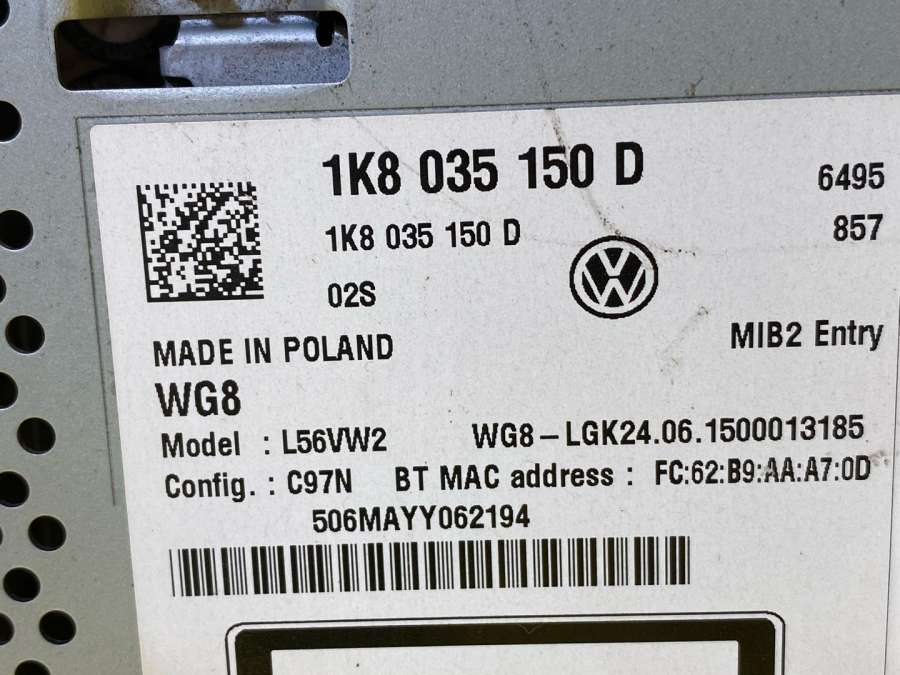 1K8 035 150 D 6495
1K8 035 150 D 857
02S
MIB2 Entry
MADE IN POLAND
WG8
Model : L56VW2 WG8-LGK24.06.1500013185
Config. : C97N BT MAC address : FC:62:B9:AA:A7:0D
506MAYY062194